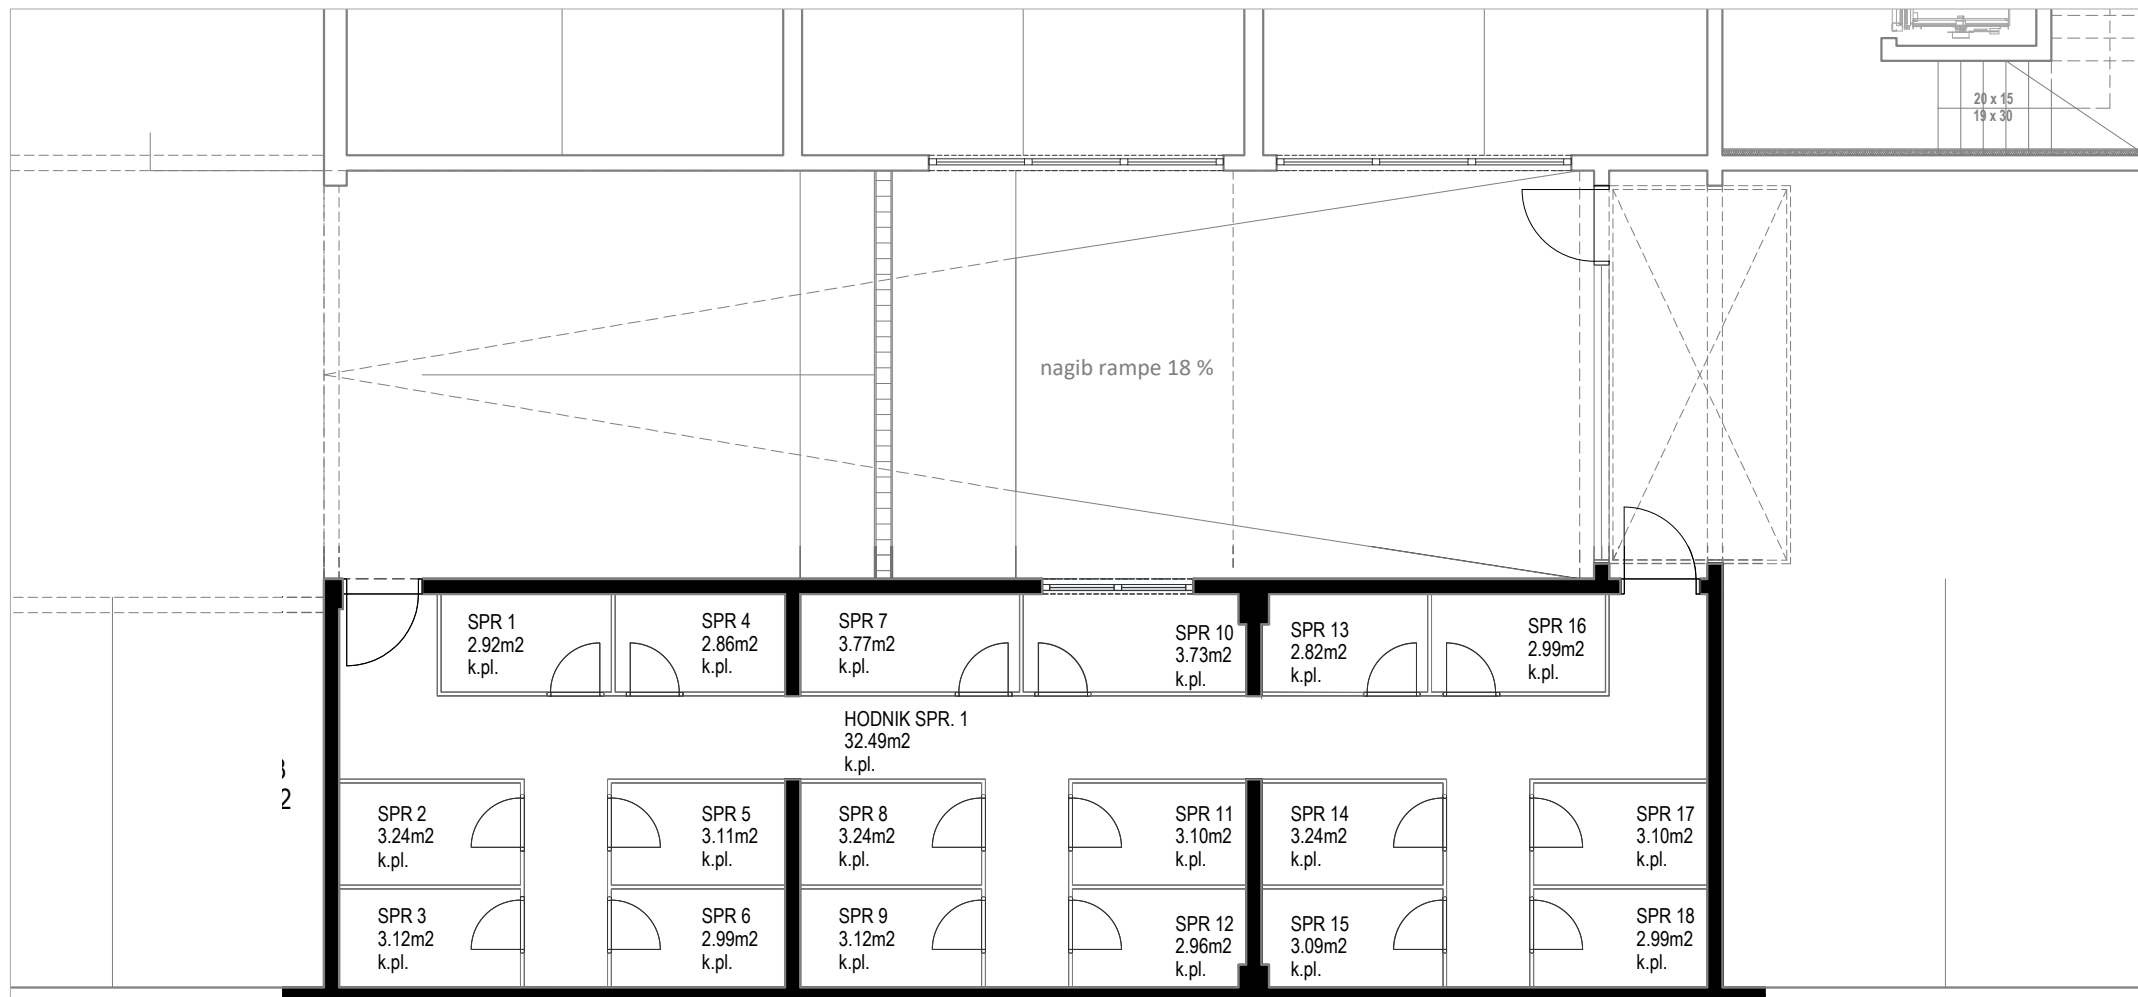 20 x 15
19 x 30
nagib rampe 18 %
SPR 1
2.92m2
k.pl.
SPR 4
2.86m2
k.pl.
SPR 7
3.77m2
k.pl.
SPR 10
3.73m2
k.pl.
SPR 13
2.82m2
k.pl.
SPR 16
2.99m2
k.pl.
HODNIK SPR. 1
32.49m2
k.pl.
2
SPR 2
3.24m2
k.pl.
SPR 5
3.11m2
k.pl.
SPR 8
3.24m2
k.pl.
SPR 11
3.10m2
k.pl.
SPR 14
3.24m2
k.pl.
SPR 17
3.10m2
k.pl.
SPR 3
3.12m2
k.pl.
SPR 6
2.99m2
k.pl.
SPR 9
3.12m2
k.pl.
SPR 12
2.96m2
k.pl.
SPR 15
3.09m2
k.pl.
SPR 18
2.99m2
k.pl.